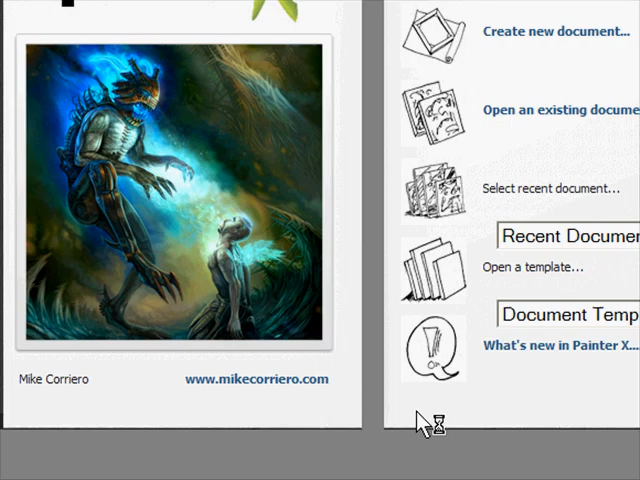 Create new document...
Open an existing docume
Select recent document...
Recent Documen
Open a template...
Document Temp
What's new in Painter X...
Mike Corriero
www.mikecorriero.com